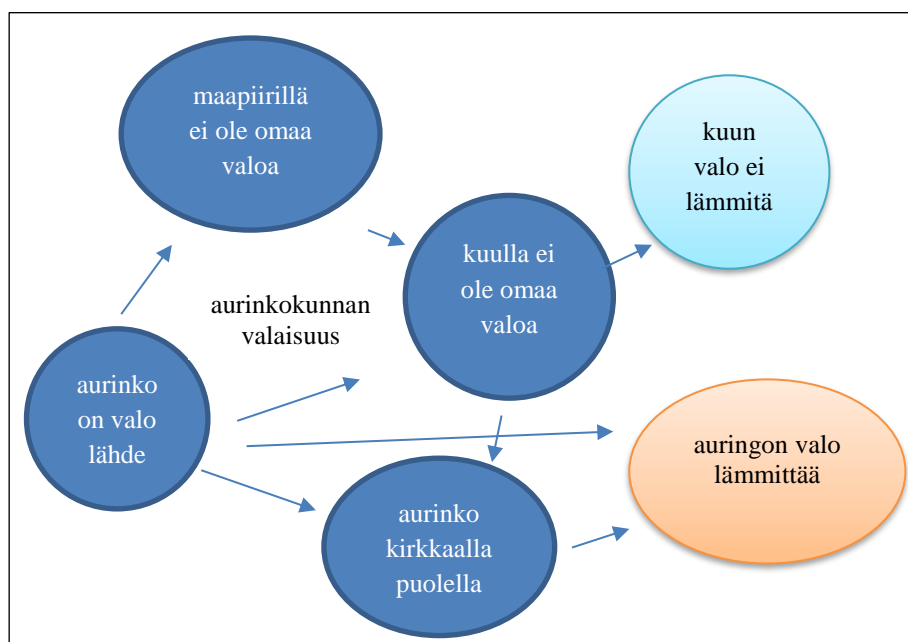 maapiirillä
ei ole omaa
valoa
kuun
valo ei
lämmitä
kuulla ei
ole omaa
valoa
aurinkokunnan
valaisuus
aurinko
on valo
lähde
auringon valo
lämmittää
aurinko
kirkkaalla
puolella